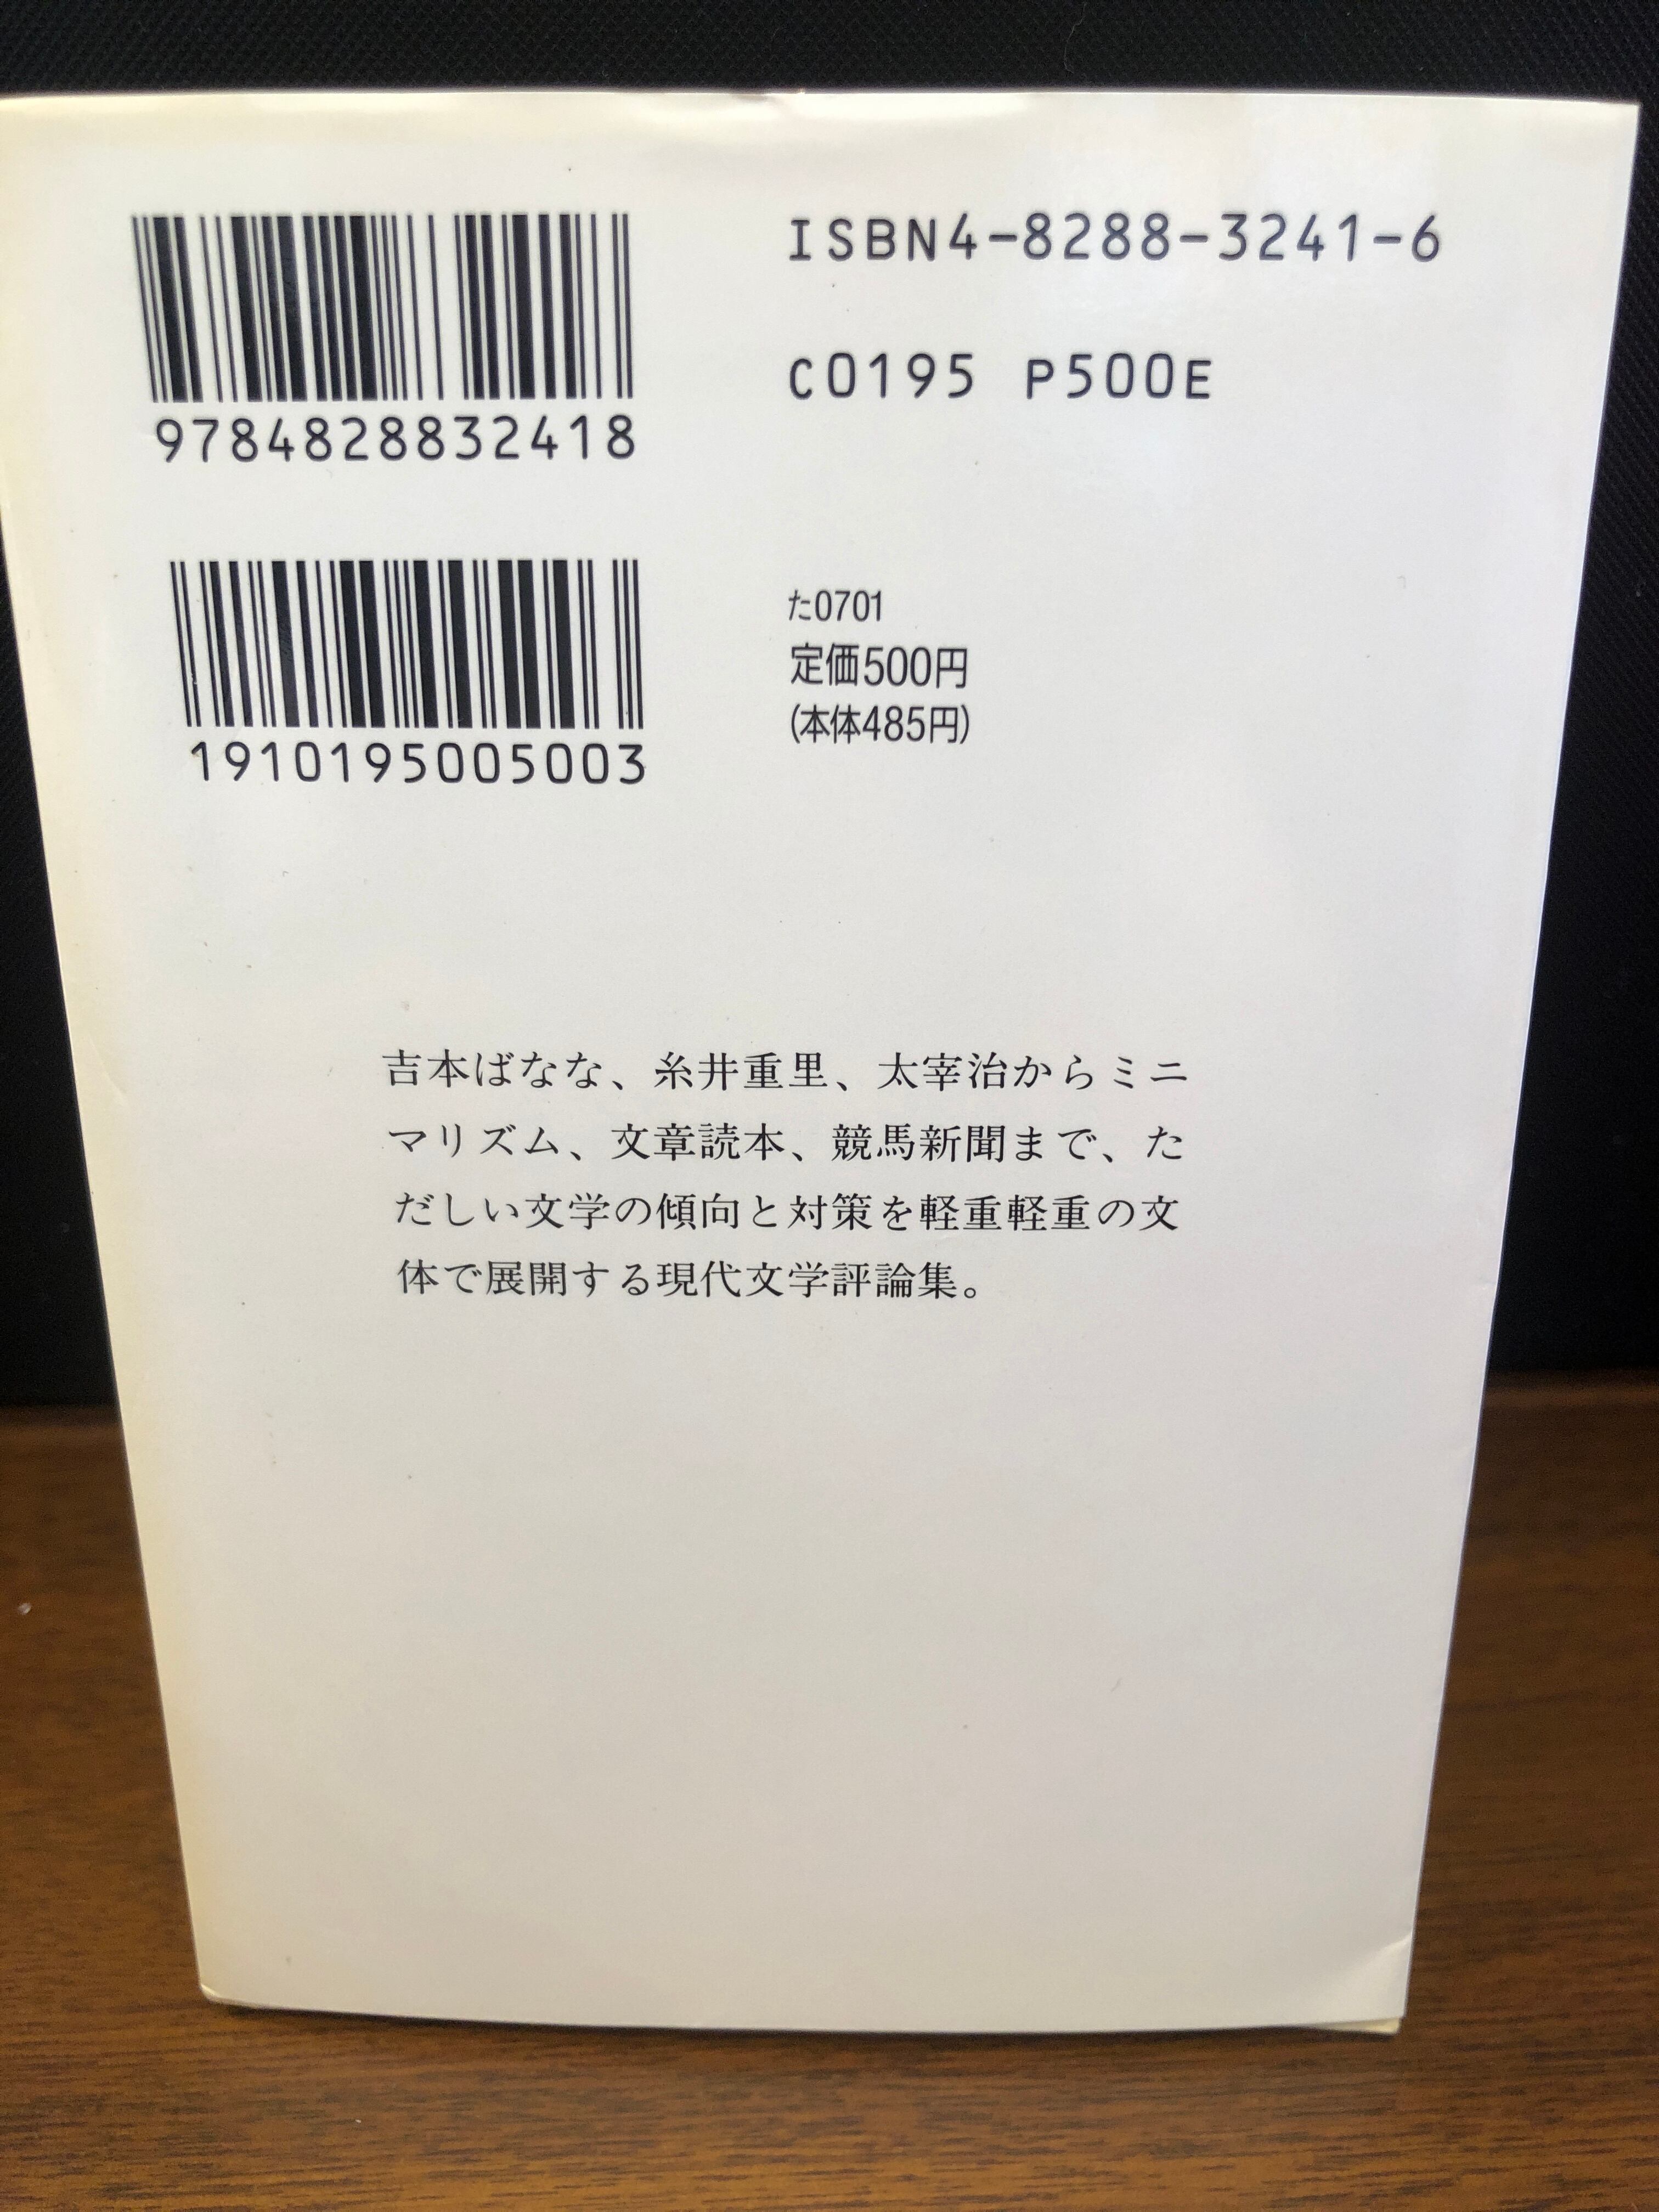 ISBN4-8288-3241-6
C0195 P500E
9784828832418
1910195005003
た0701
定価500円
(本体485円)
吉本ばなな、糸井重里、太宰治からミニ
マリズム、文章読本、競馬新聞まで、た
だしい文学の傾向と対策を軽重軽重の文
体で展開する現代文学評論集。